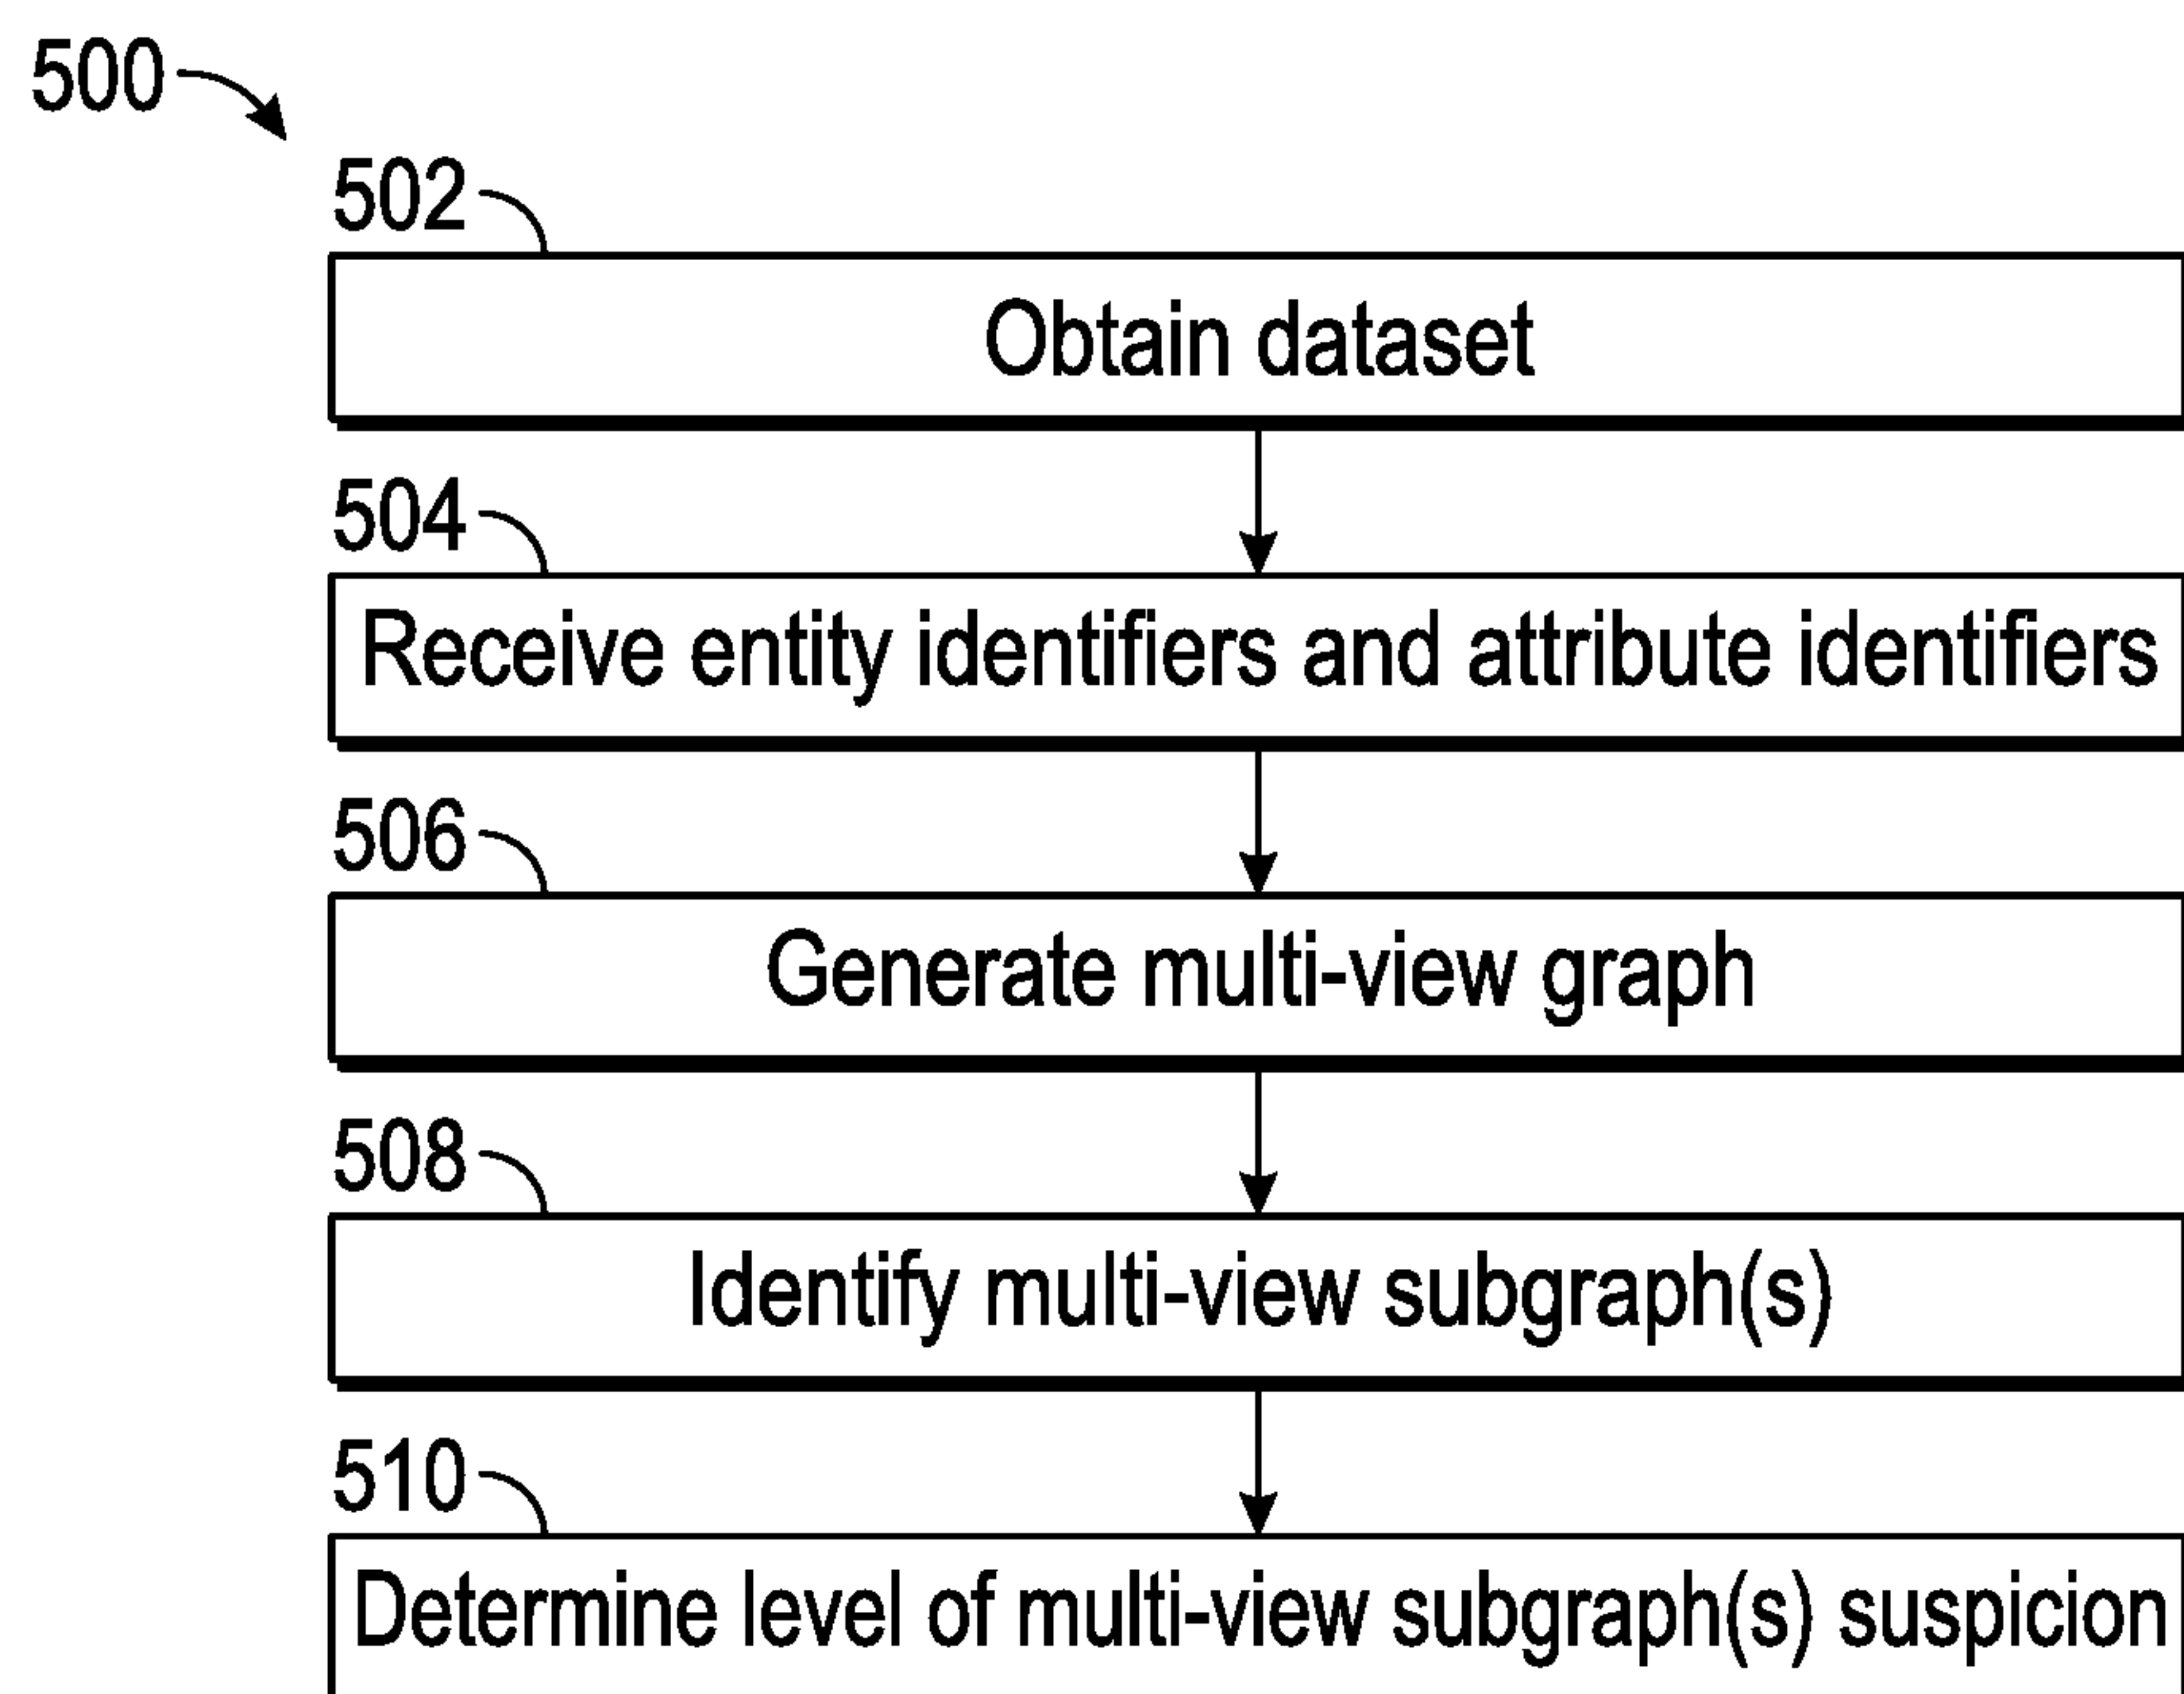 500
502
Obtain dataset
504
Receive entity identifiers and attribute identifiers
506
Generate multi-view graph
508
Identify multi-view subgraph(s)
510
Determine level of multi-view subgraph(s) suspicion